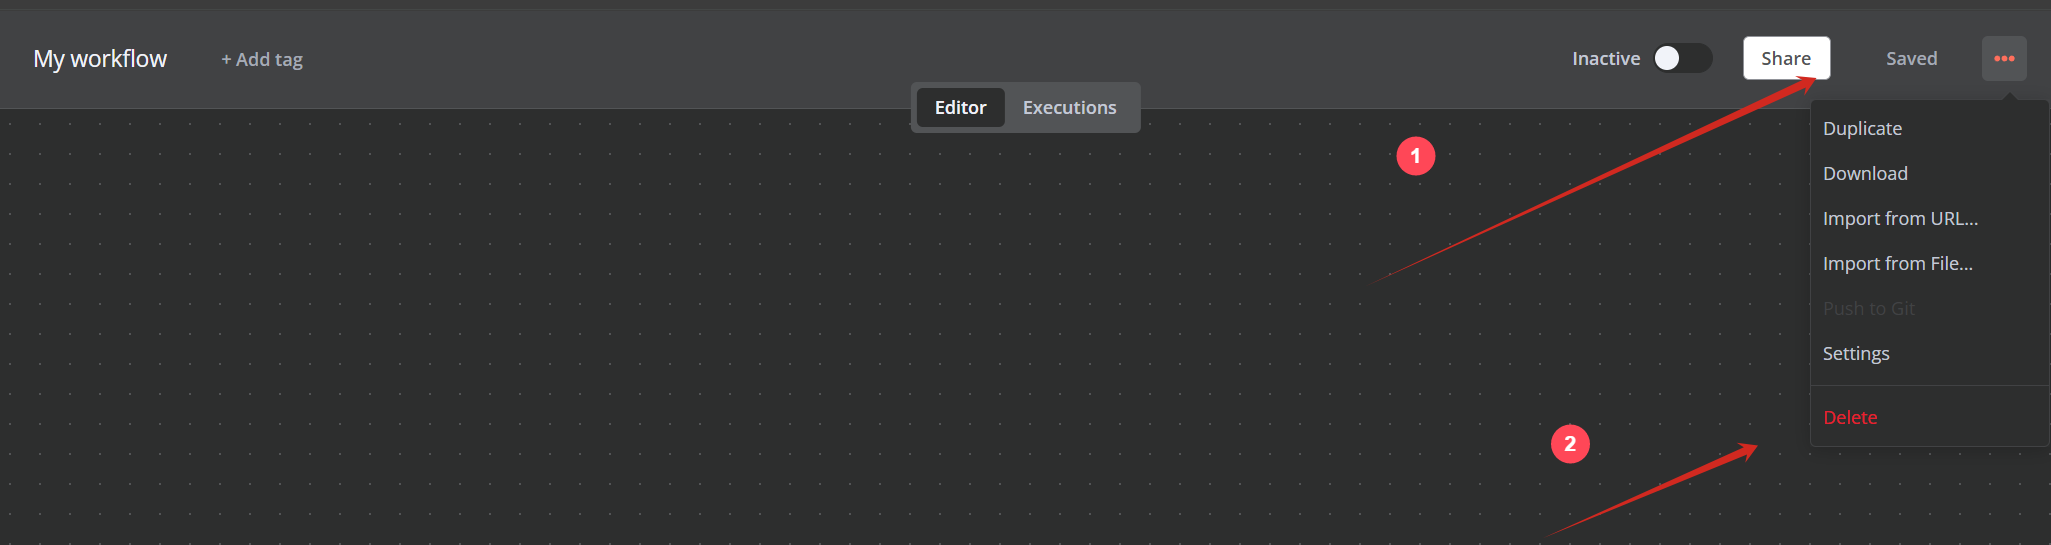 My workflow
+ Add tag
Inactive
Share
Saved
Editor
Executions
1
Duplicate
Download
Import from URL...
Import from File...
Push to Git
Settings
Delete
2